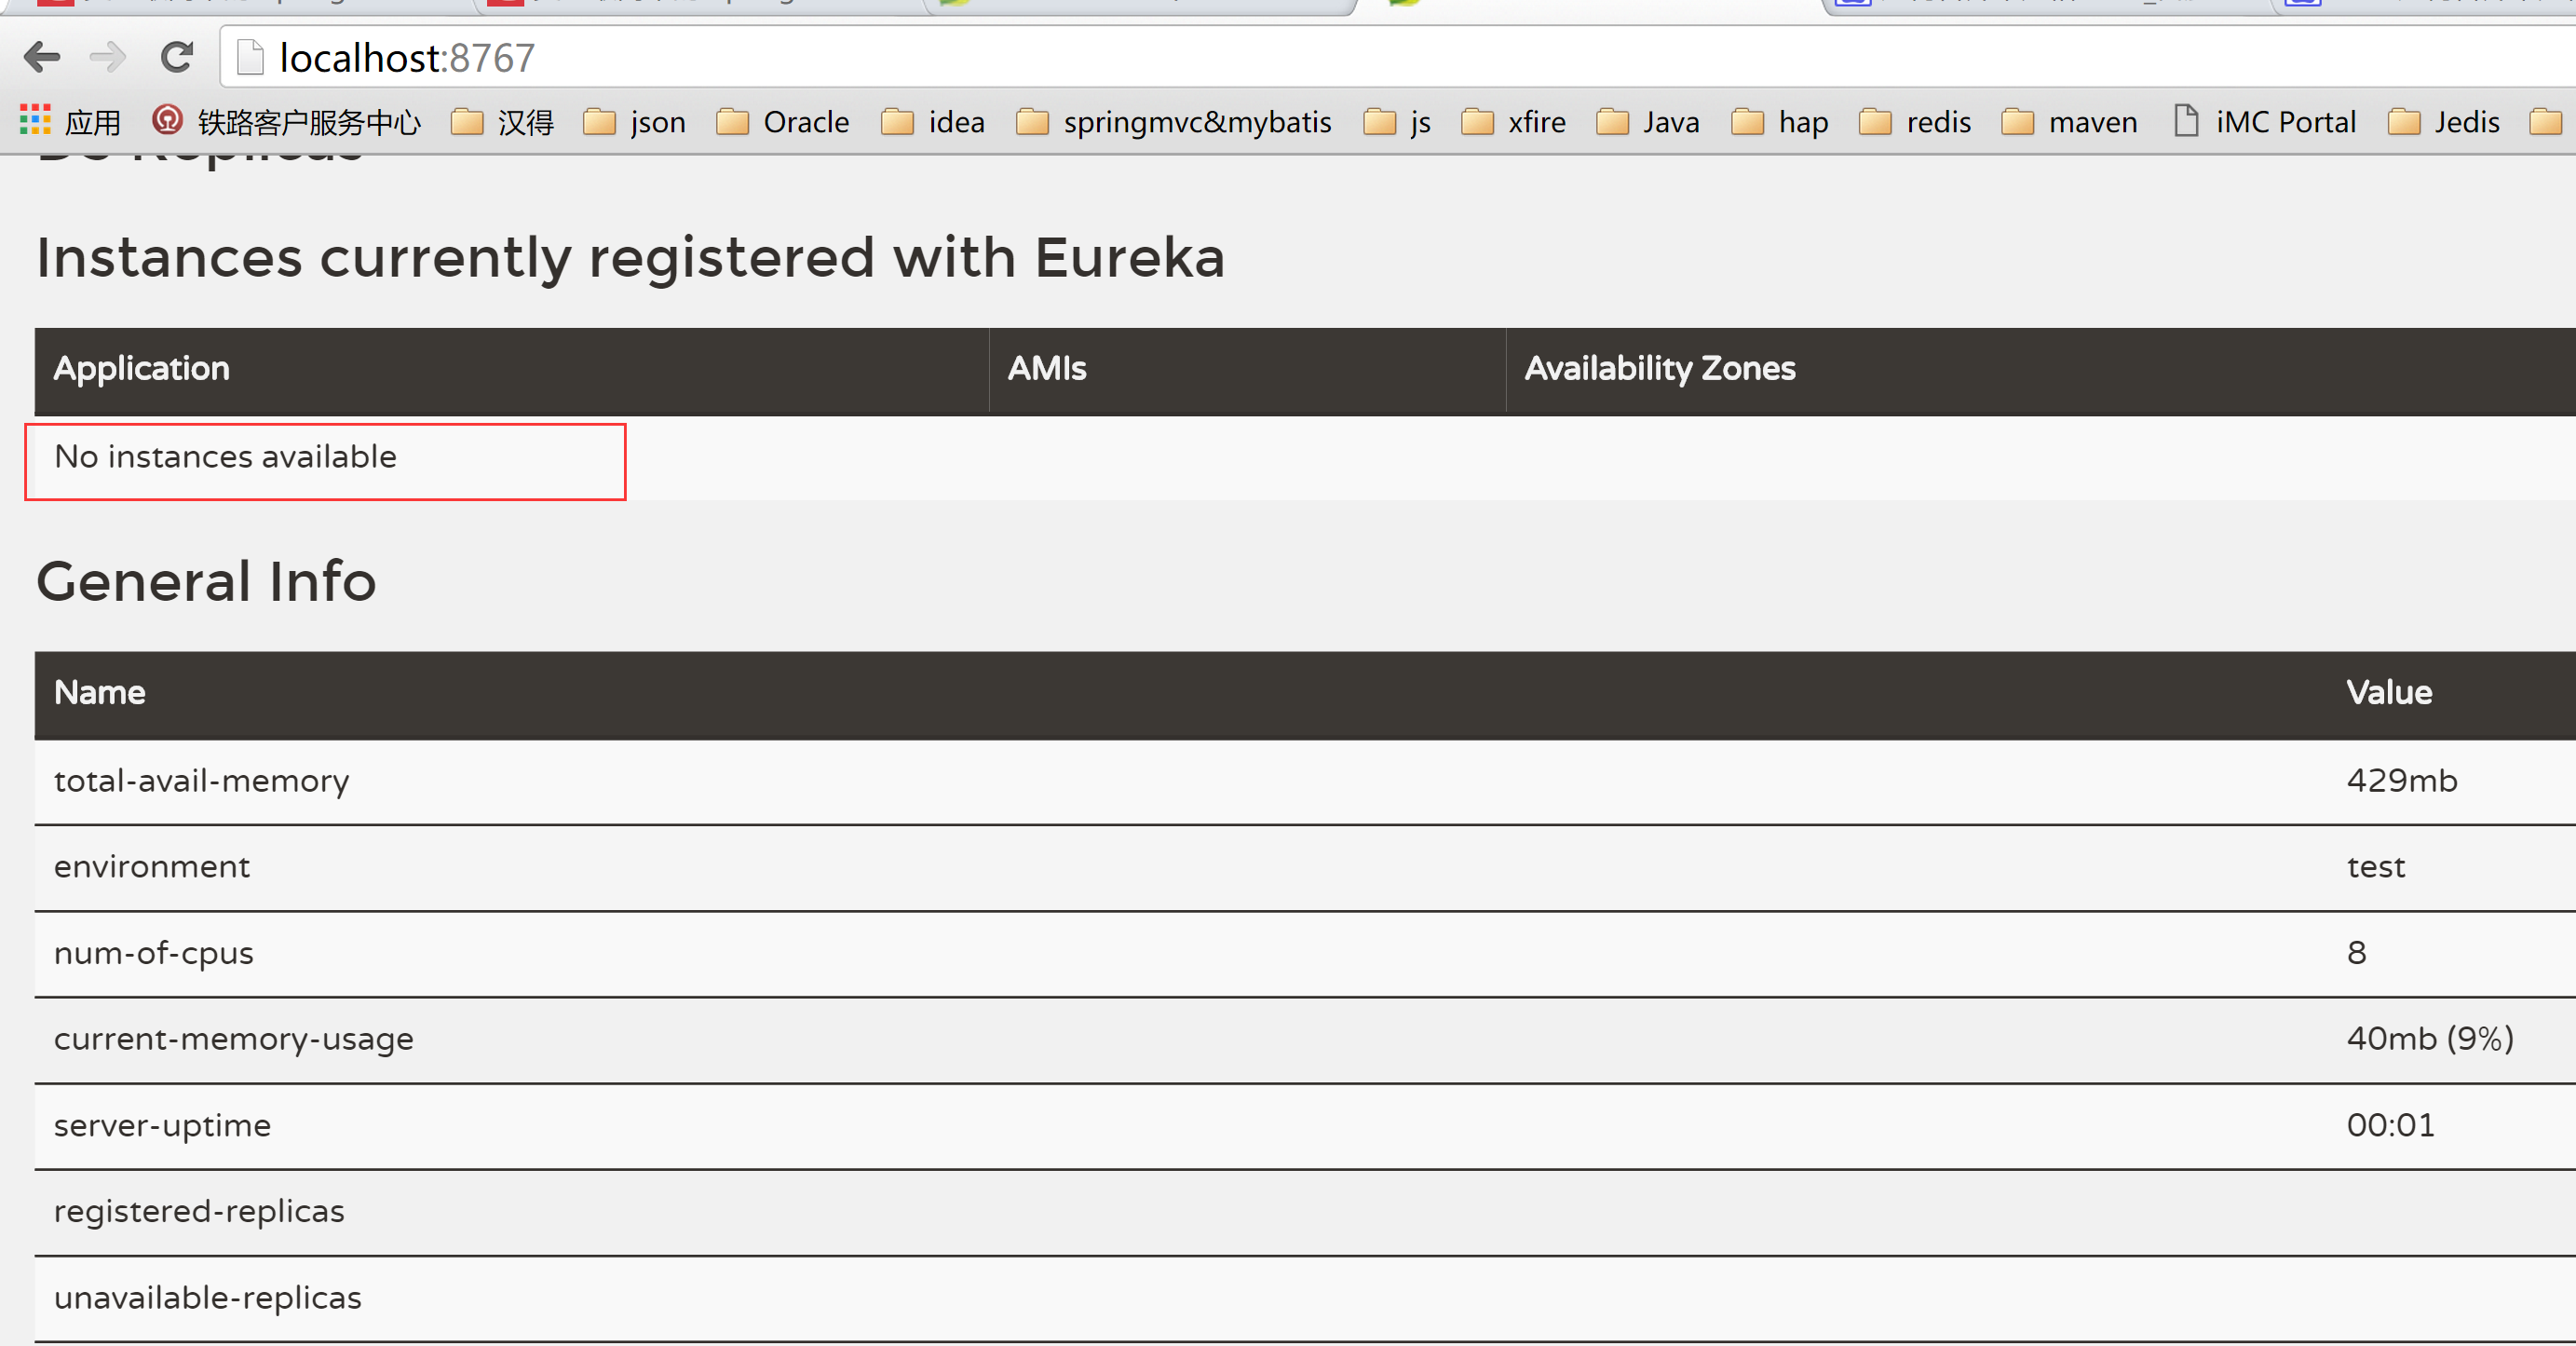 localhost:8767
应用 铁路客户服务中心 汉得 json Oracle idea springmvc&mybatis js xfire Java hap redis maven iMC Portal Jedis
Instances currently registered with Eureka
Application AMIs Availability Zones
No instances available
General Info
Name Value
total-avail-memory 429mb
environment test
num-of-cpus 8
current-memory-usage 40mb (9%)
server-uptime 00:01
registered-replicas
unavailable-replicas